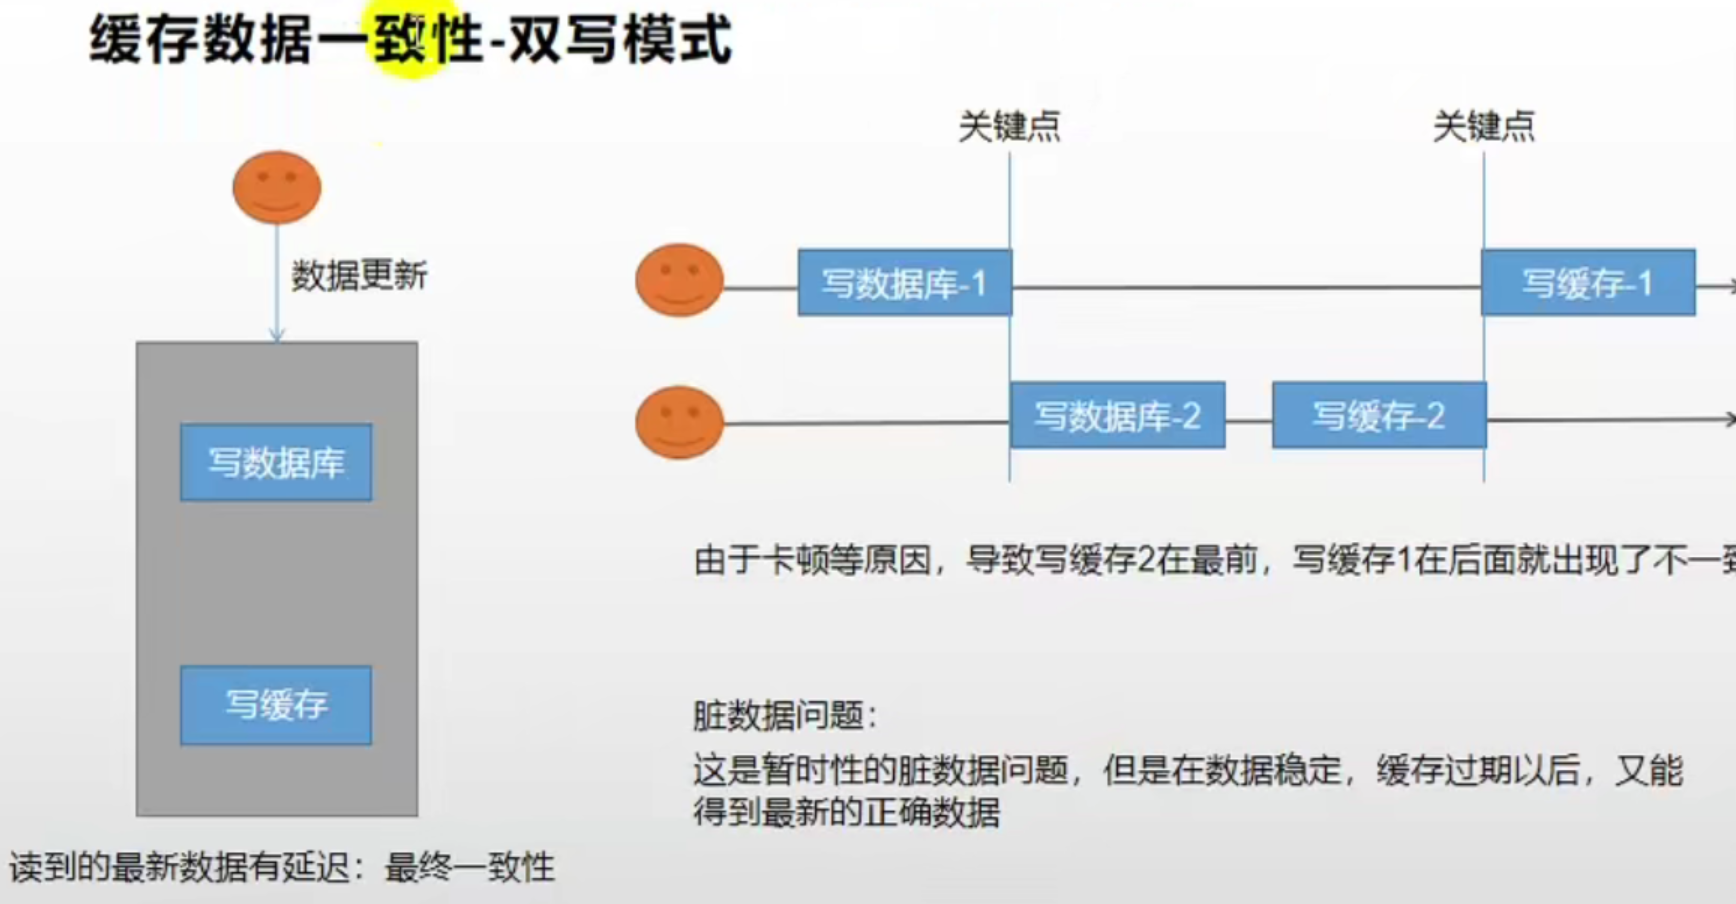 缓存数据一致性-双写模式
数据更新
写数据库
写缓存
读到的最新数据有延迟：最终一致性
关键点
关键点
写数据库-1
写缓存-1
写数据库-2
写缓存-2
由于卡顿等原因，导致写缓存2在最前，写缓存1在后面就出现了不一
脏数据问题：
这是暂时性的脏数据问题，但是在数据稳定，缓存过期以后，又能
得到最新的正确数据